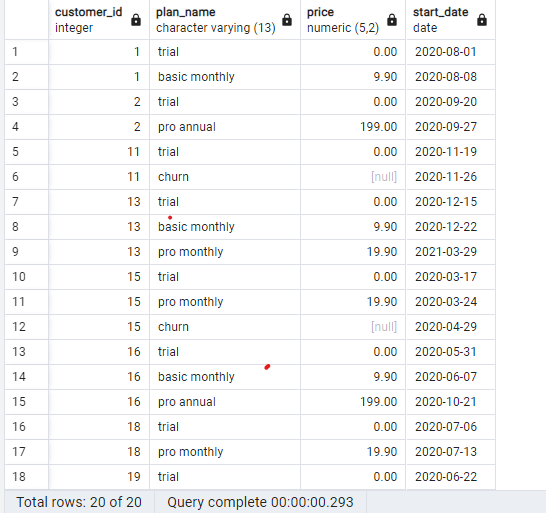 customer_id plan_name price start_date
integer character varying (13) numeric (5,2) date
1 1 trial 0.00 2020-08-01
2 1 basic monthly 9.90 2020-08-08
3 2 trial 0.00 2020-09-20
4 2 pro annual 199.00 2020-09-27
5 11 trial 0.00 2020-11-19
6 11 churn [null] 2020-11-26
7 13 trial 0.00 2020-12-15
8 13 basic monthly 9.90 2020-12-22
9 13 pro monthly 19.90 2021-03-29
10 15 trial 0.00 2020-03-17
11 15 pro monthly 19.90 2020-03-24
12 15 churn [null] 2020-04-29
13 16 trial 0.00 2020-05-31
14 16 basic monthly 9.90 2020-06-07
15 16 pro annual 199.00 2020-10-21
16 18 trial 0.00 2020-07-06
17 18 pro monthly 19.90 2020-07-13
18 19 trial 0.00 2020-06-22
Total rows: 20 of 20 Query complete 00:00:00.293